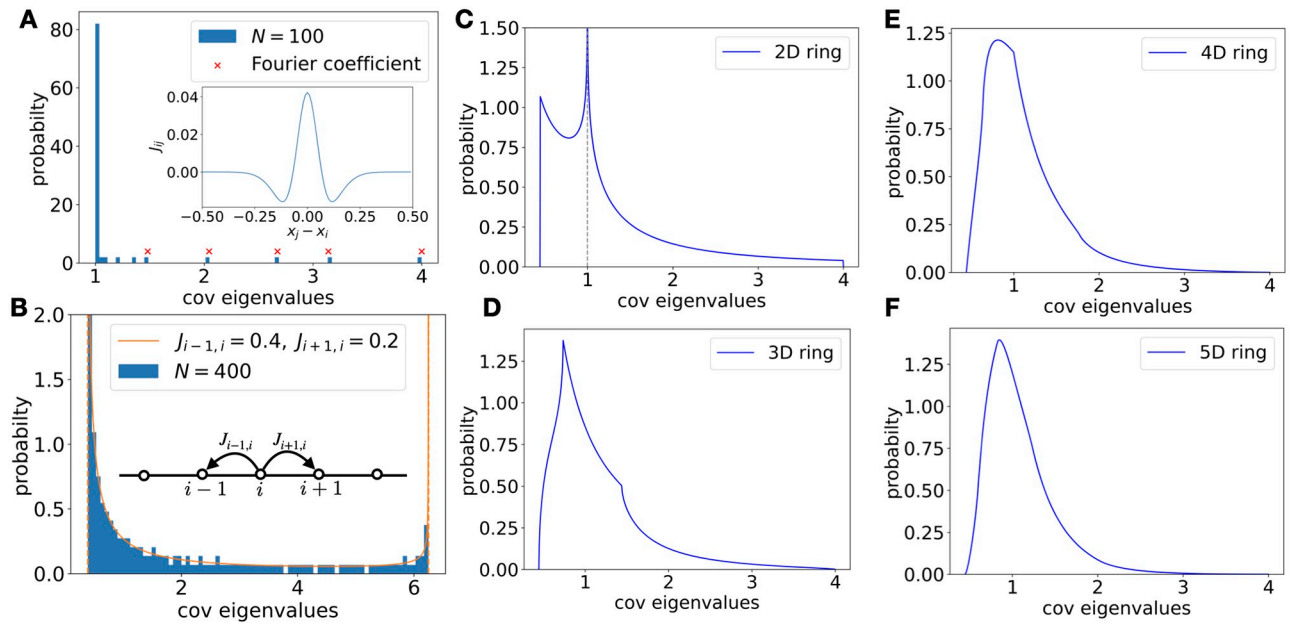 A
probabilty
80
60
40
20
0
N = 100
Fourier coefficient
J_ij
0.04
0.02
0.00
−0.50 −0.25 0.00 0.25 0.50
x_j − x_i
1 2 3 4
cov eigenvalues
B
probabilty
2.0
1.5
1.0
0.5
0.0
J_{i−1, i} = 0.4, J_{i+1, i} = 0.2
N = 400
J_{i−1,i} J_{i+1,i}
i − 1 i i + 1
2 4 6
cov eigenvalues
C
probabilty
1.50
1.25
1.00
0.75
0.50
0.25
0.00
2D ring
1 2 3 4
cov eigenvalues
D
probabilty
1.25
1.00
0.75
0.50
0.25
0.00
3D ring
1 2 3 4
cov eigenvalues
E
probabilty
1.25
1.00
0.75
0.50
0.25
0.00
4D ring
1 2 3 4
cov eigenvalues
F
probabilty
1.25
1.00
0.75
0.50
0.25
0.00
5D ring
1 2 3 4
cov eigenvalues